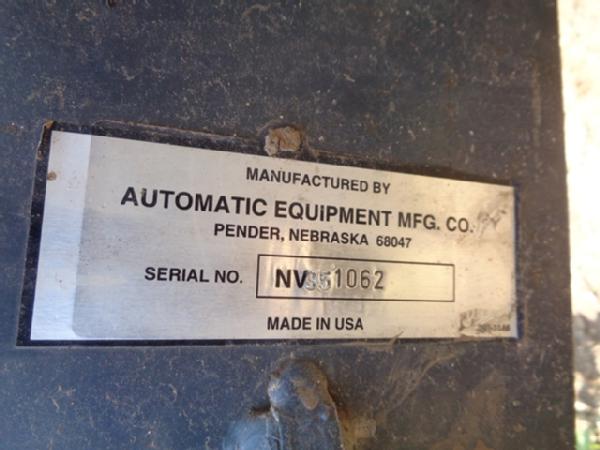 MANUFACTURED BY
AUTOMATIC EQUIPMENT MFG. CO.
PENDER, NEBRASKA 68047
SERIAL NO. NV351062
MADE IN USA